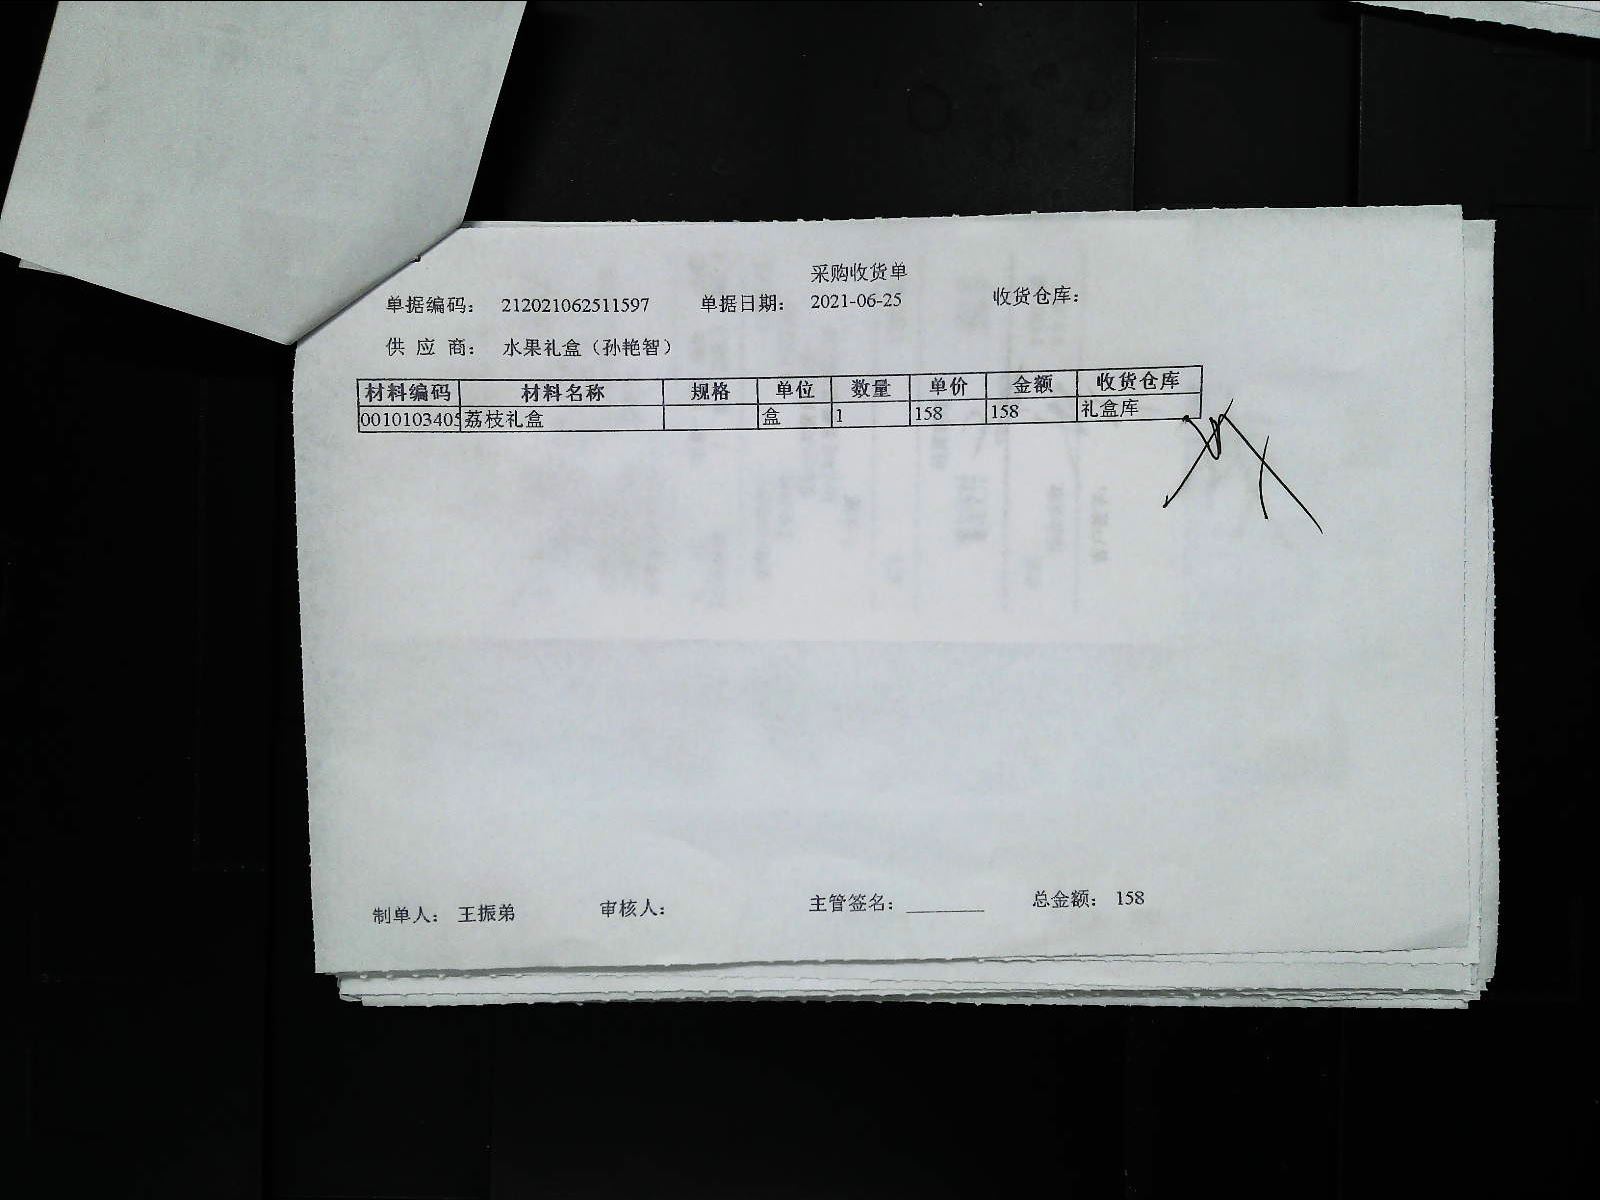 采购收货单
单据编码： 212021062511597 单据日期： 2021-06-25 收货仓库：
供 应 商： 水果礼盒（孙艳智）
材料编码 材料名称 规格 单位 数量 单价 金额 收货仓库
0010103405 荔枝礼盒 盒 1 158 158 礼盒库
制单人： 王振弟 审核人： 主管签名：________ 总金额： 158